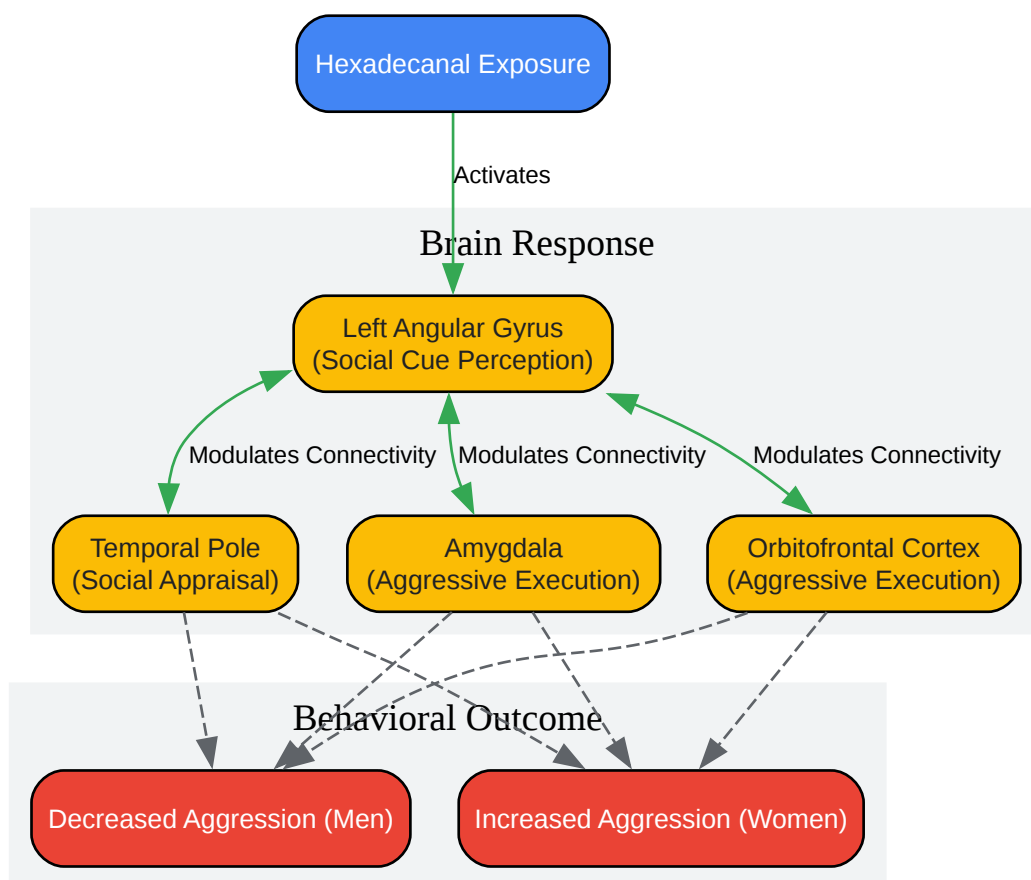 Hexadecanal Exposure
Activates
Brain Response
Left Angular Gyrus
(Social Cue Perception)
Modulates Connectivity
Modulates Connectivity
Modulates Connectivity
Temporal Pole
(Social Appraisal)
Amygdala
(Aggressive Execution)
Orbitofrontal Cortex
(Aggressive Execution)
Behavioral Outcome
Decreased Aggression (Men)
Increased Aggression (Women)